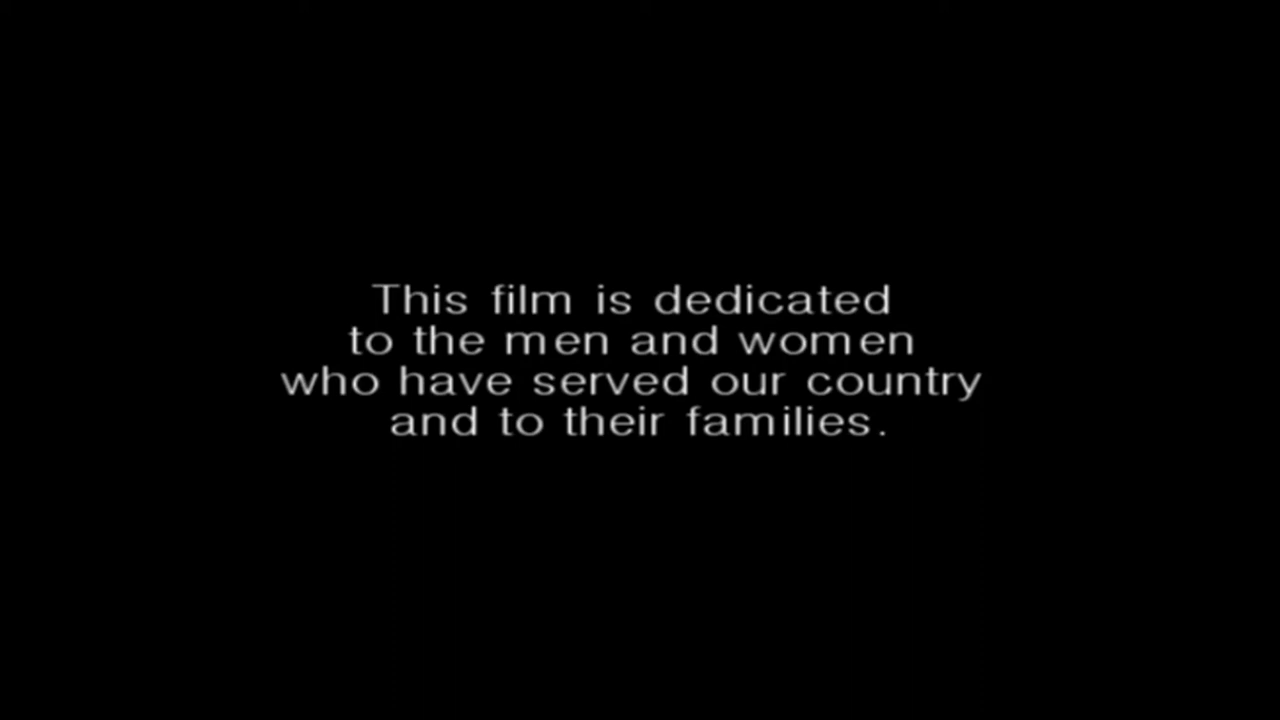 This film is dedicated
to the men and women
who have served our country
and to their families.